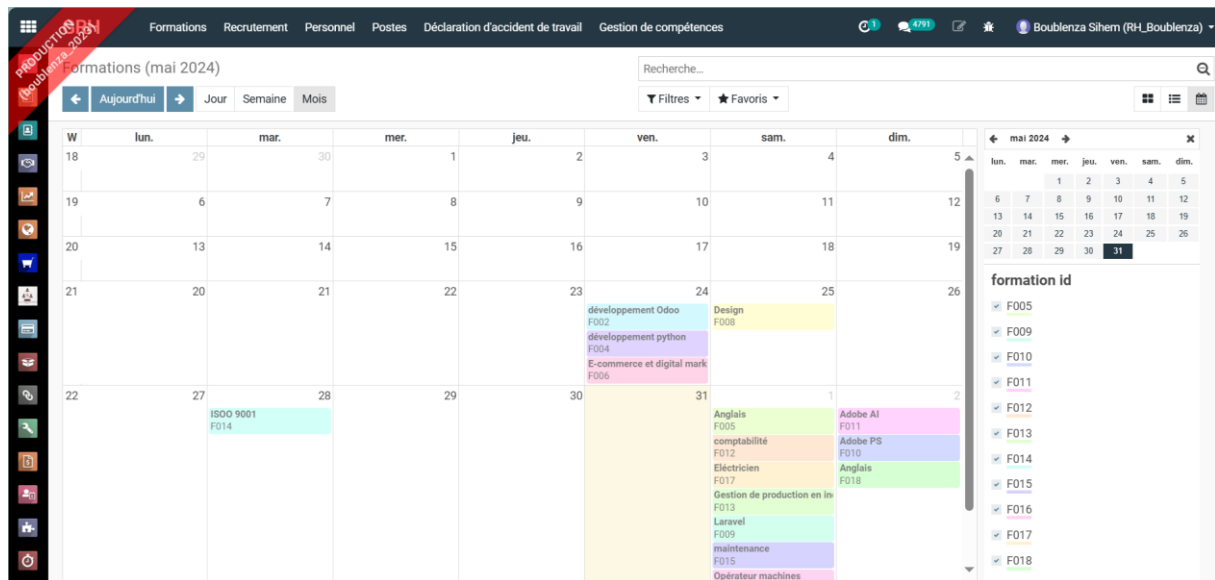 PRODUCTION
(boublenza_2023)
GRH Formations Recrutement Personnel Postes Déclaration d'accident de travail Gestion de compétences 1 4791 Boublenza Sihem (RH_Boublenza)
Formations (mai 2024) Recherche...
Aujourd'hui Jour Semaine Mois Filtres Favoris
W lun. mar. mer. jeu. ven. sam. dim.
18 29 30 1 2 3 4 5
19 6 7 8 9 10 11 12
20 13 14 15 16 17 18 19
21 20 21 22 23 24 25 26
développement Odoo Design
F002 F008
développement python
F004
E-commerce et digital mark
F006
22 27 28 29 30 31 1 2
ISOO 9001 Anglais Adobe AI
F014 F005 F011
comptabilité Adobe PS
F012 F010
Eléctricien Anglais
F017 F018
Gestion de production en in
F013
Laravel
F009
maintenance
F015
Opérateur machines
mai 2024
lun. mar. mer. jeu. ven. sam. dim.
1 2 3 4 5
6 7 8 9 10 11 12
13 14 15 16 17 18 19
20 21 22 23 24 25 26
27 28 29 30 31
formation id
F005
F009
F010
F011
F012
F013
F014
F015
F016
F017
F018